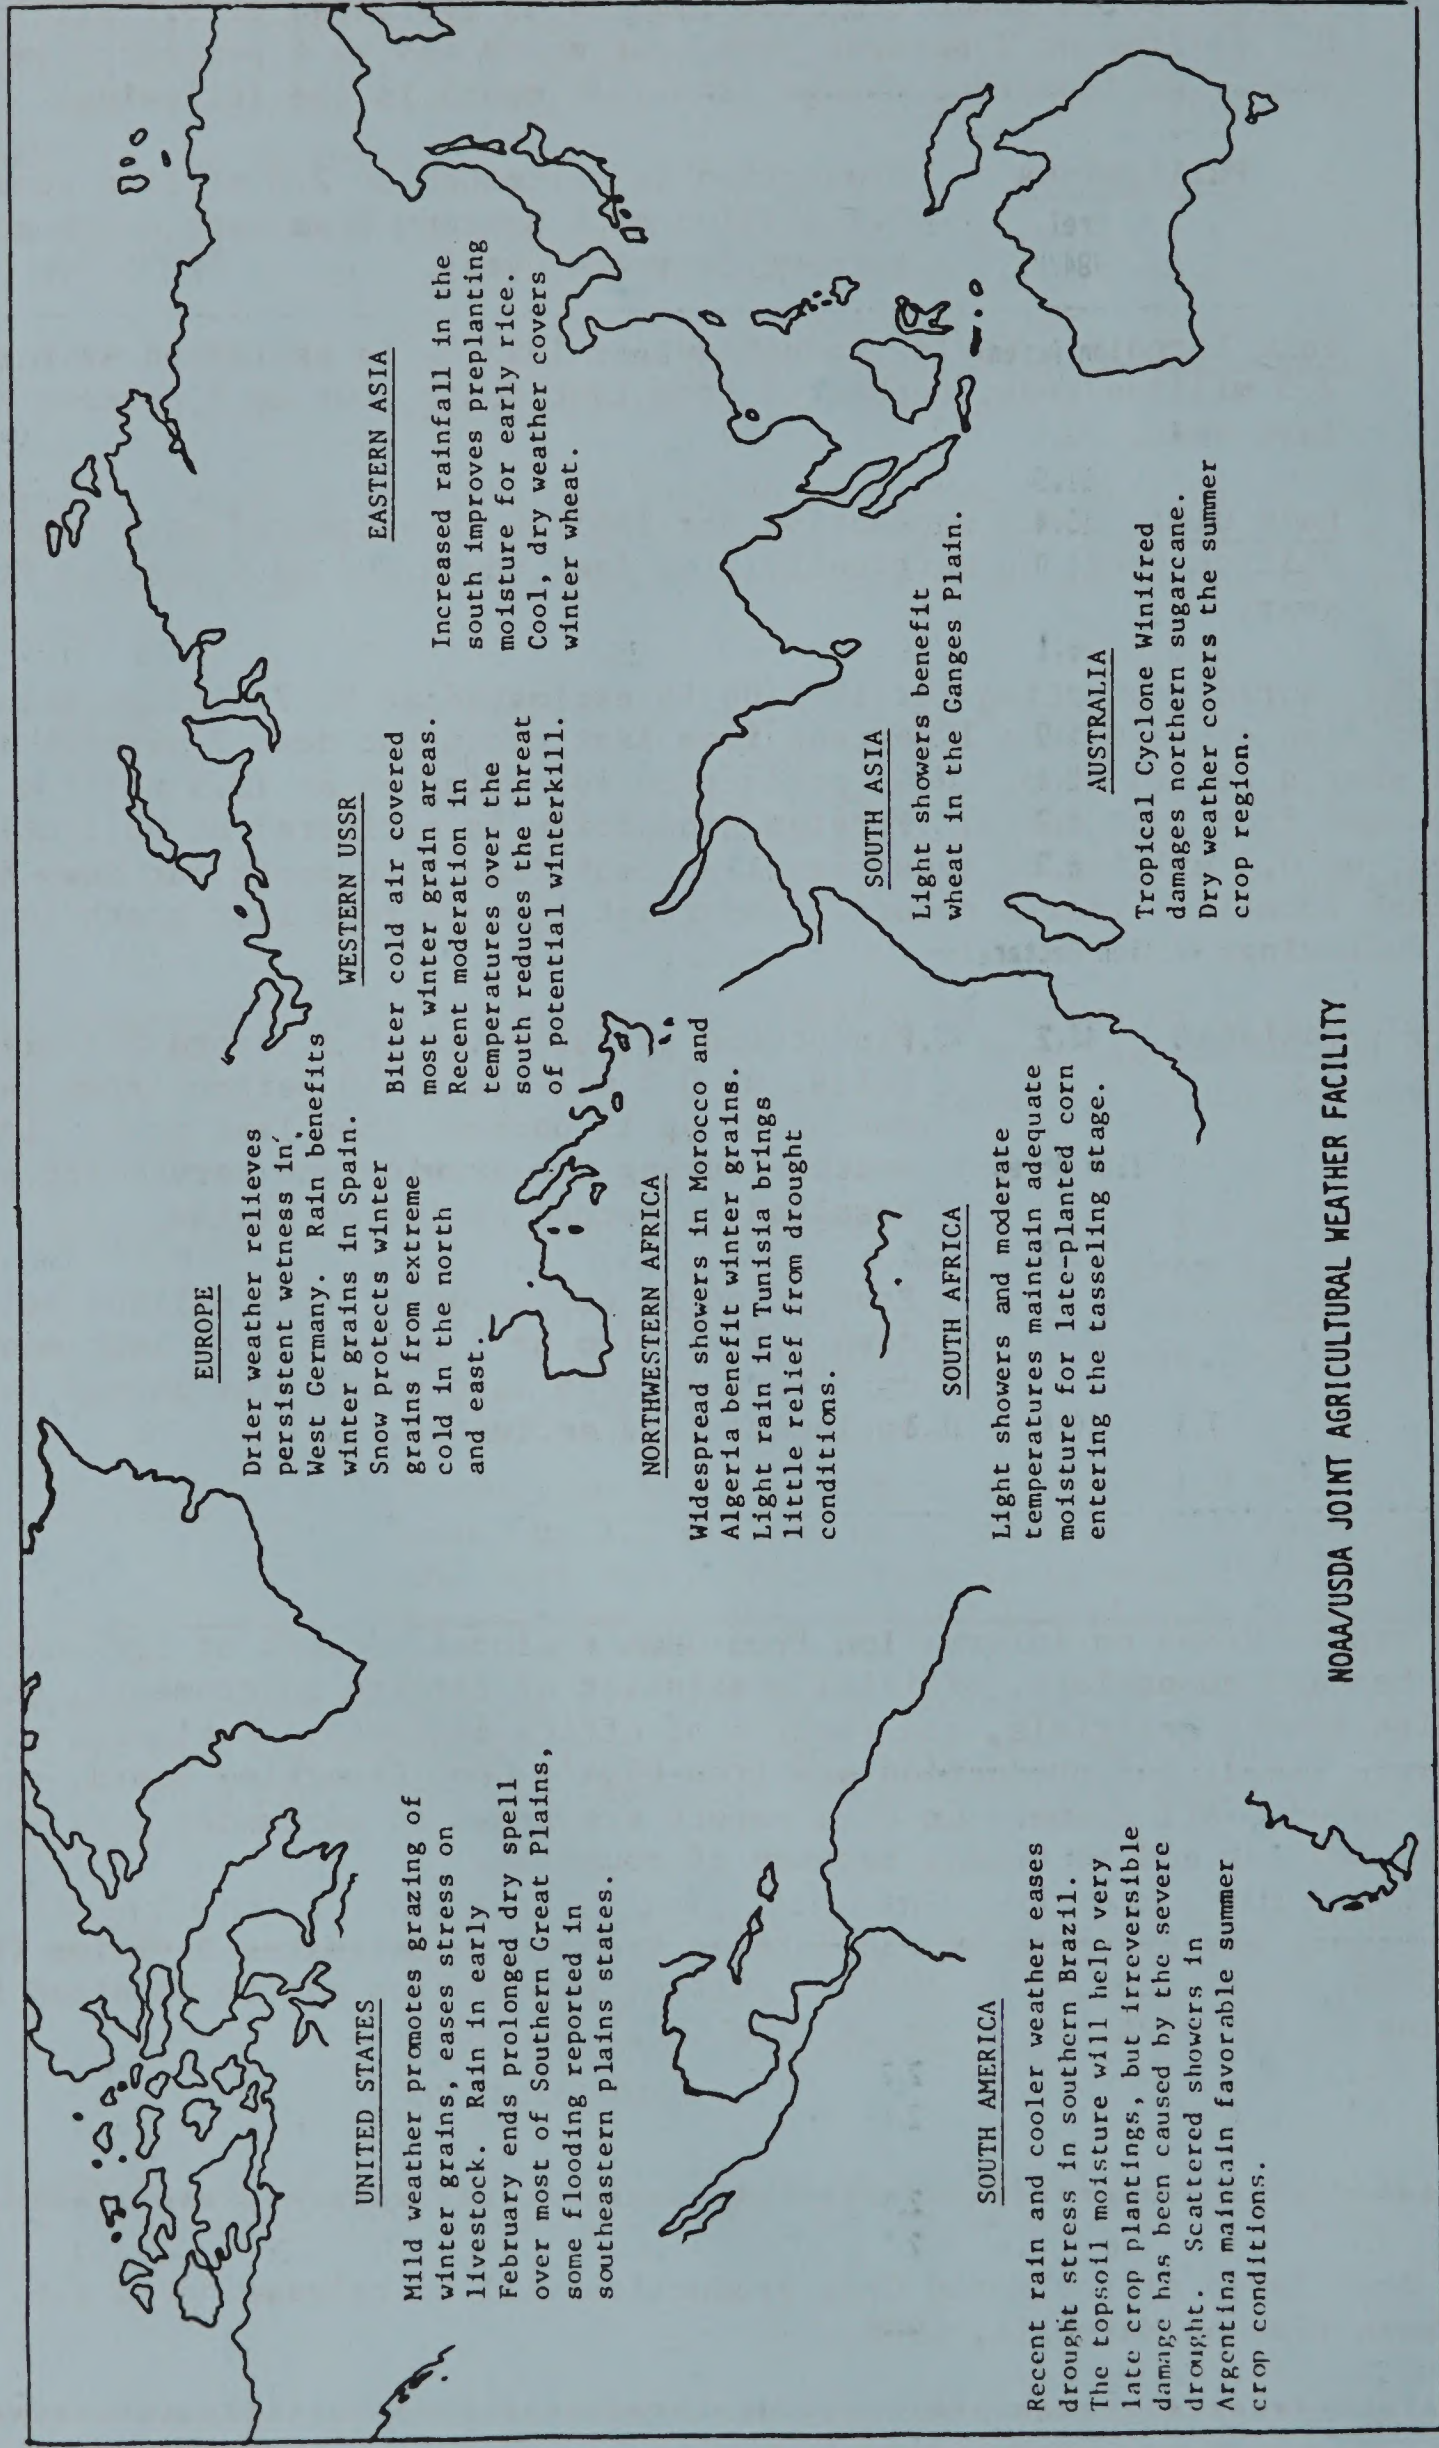 UNITED STATES
Mild weather promotes grazing of
winter grains, eases stress on
livestock. Rain in early
February ends prolonged dry spell
over most of Southern Great Plains,
some flooding reported in
southeastern plains states.
SOUTH AMERICA
Recent rain and cooler weather eases
drought stress in southern Brazil.
The topsoil moisture will help very
late crop plantings, but irreversible
damage has been caused by the severe
drought. Scattered showers in
Argentina maintain favorable summer
crop conditions.
EUROPE
Drier weather relieves
persistent wetness in
West Germany. Rain benefits
winter grains in Spain.
Snow protects winter
grains from extreme
cold in the north
and east.
NORTHWESTERN AFRICA
Widespread showers in Morocco and
Algeria benefit winter grains.
Light rain in Tunisia brings
little relief from drought
conditions.
SOUTH AFRICA
Light showers and moderate
temperatures maintain adequate
moisture for late-planted corn
entering the tasseling stage.
WESTERN USSR
Bitter cold air covered
most winter grain areas.
Recent moderation in
temperatures over the
south reduces the threat
of potential winterkill.
EASTERN ASIA
Increased rainfall in the
south improves preplanting
moisture for early rice.
Cool, dry weather covers
winter wheat.
SOUTH ASIA
Light showers benefit
wheat in the Ganges Plain.
AUSTRALIA
Tropical Cyclone Winifred
damages northern sugarcane.
Dry weather covers the summer
crop region.
NOAA/USDA JOINT AGRICULTURAL WEATHER FACILITY